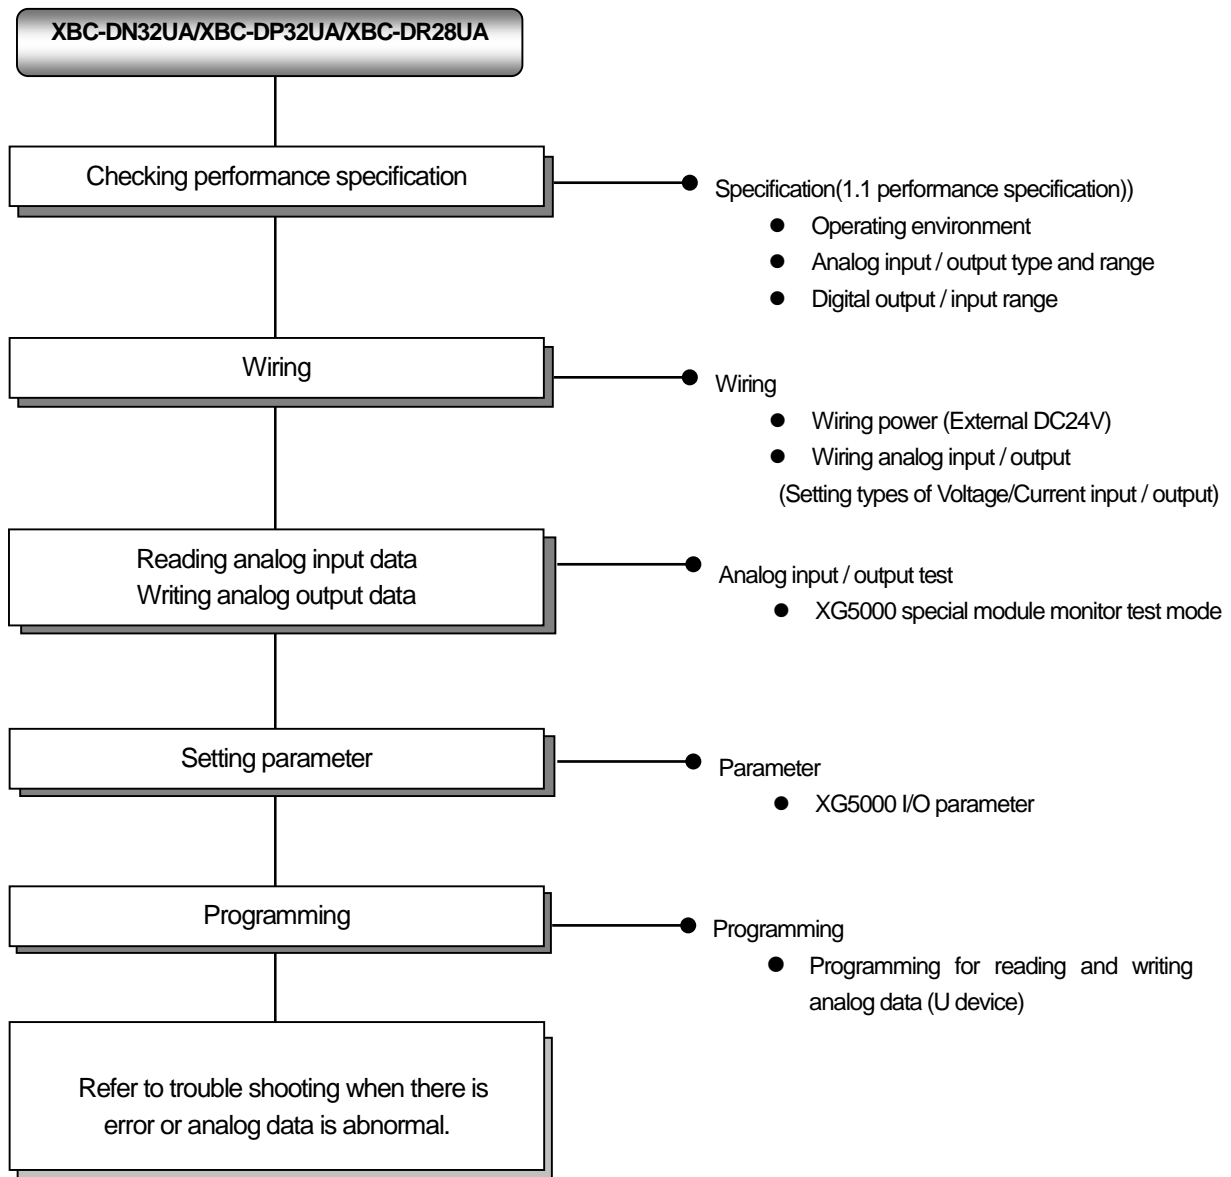 XBC-DN32UA/XBC-DP32UA/XBC-DR28UA
Checking performance specification
Specification(1.1 performance specification))
● Operating environment
● Analog input / output type and range
● Digital output / input range
Wiring
Wiring
● Wiring power (External DC24V)
● Wiring analog input / output
(Setting types of Voltage/Current input / output)
Reading analog input data
Writing analog output data
Analog input / output test
● XG5000 special module monitor test mode
Setting parameter
Parameter
● XG5000 I/O parameter
Programming
Programming
● Programming for reading and writing
analog data (U device)
Refer to trouble shooting when there is
error or analog data is abnormal.